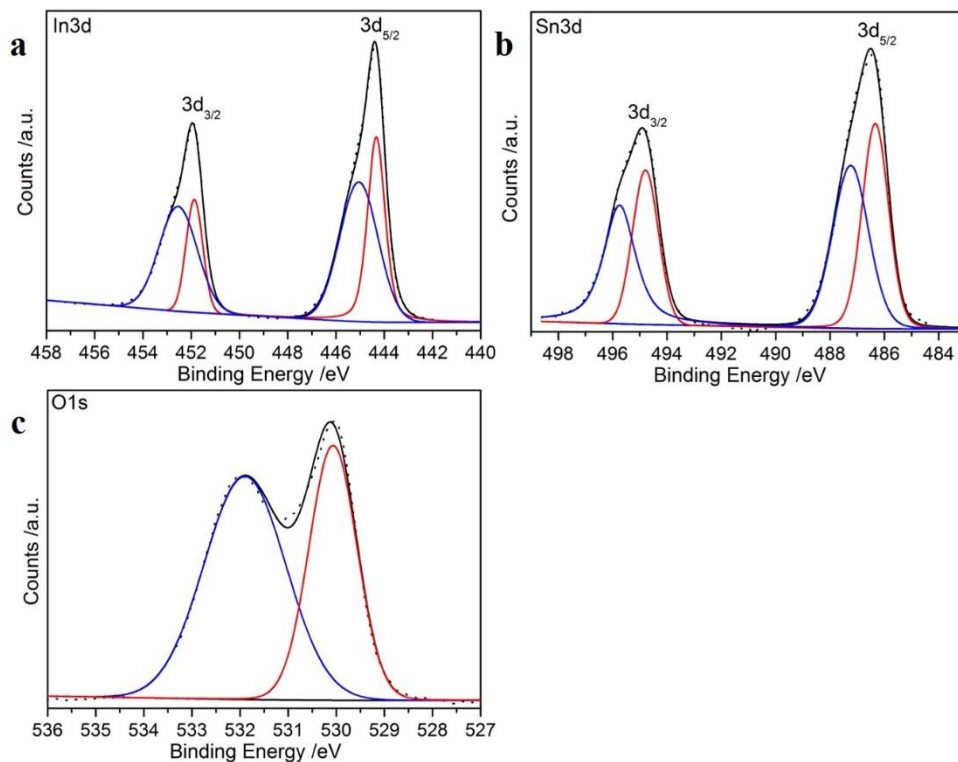 a
In3d
3d5/2
3d3/2
Counts /a.u.
458 456 454 452 450 448 446 444 442 440
Binding Energy /eV
b
Sn3d
3d5/2
3d3/2
Counts /a.u.
498 496 494 492 490 488 486 484
Binding Energy /eV
c
O1s
Counts /a.u.
536 535 534 533 532 531 530 529 528 527
Binding Energy /eV